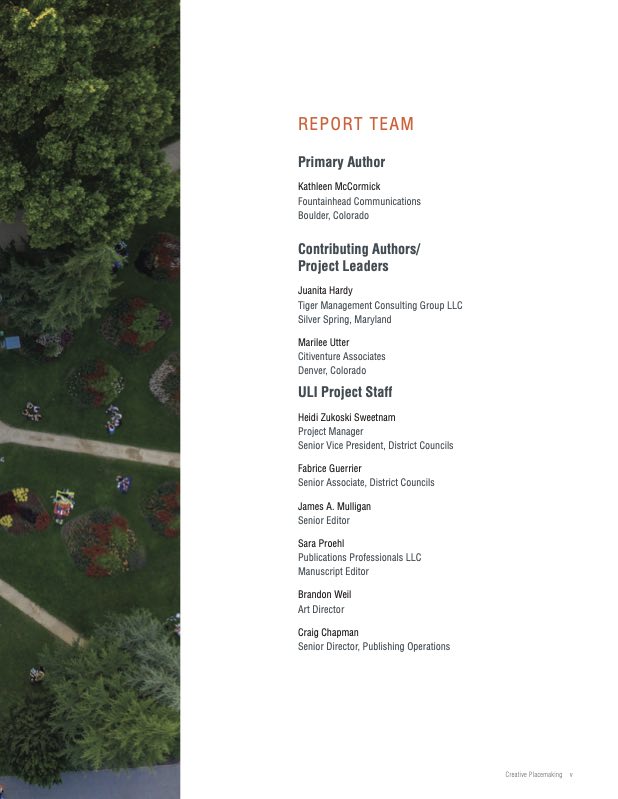 REPORT TEAM
Primary Author
Kathleen McCormick
Fountainhead Communications
Boulder, Colorado
Contributing Authors/
Project Leaders
Juanita Hardy
Tiger Management Consulting Group LLC
Silver Spring, Maryland
Marilee Utter
Citiventure Associates
Denver, Colorado
ULI Project Staff
Heidi Zukoski Sweetnam
Project Manager
Senior Vice President, District Councils
Fabrice Guerrier
Senior Associate, District Councils
James A. Mulligan
Senior Editor
Sara Proehl
Publications Professionals LLC
Manuscript Editor
Brandon Weil
Art Director
Craig Chapman
Senior Director, Publishing Operations
Creative Placemaking v